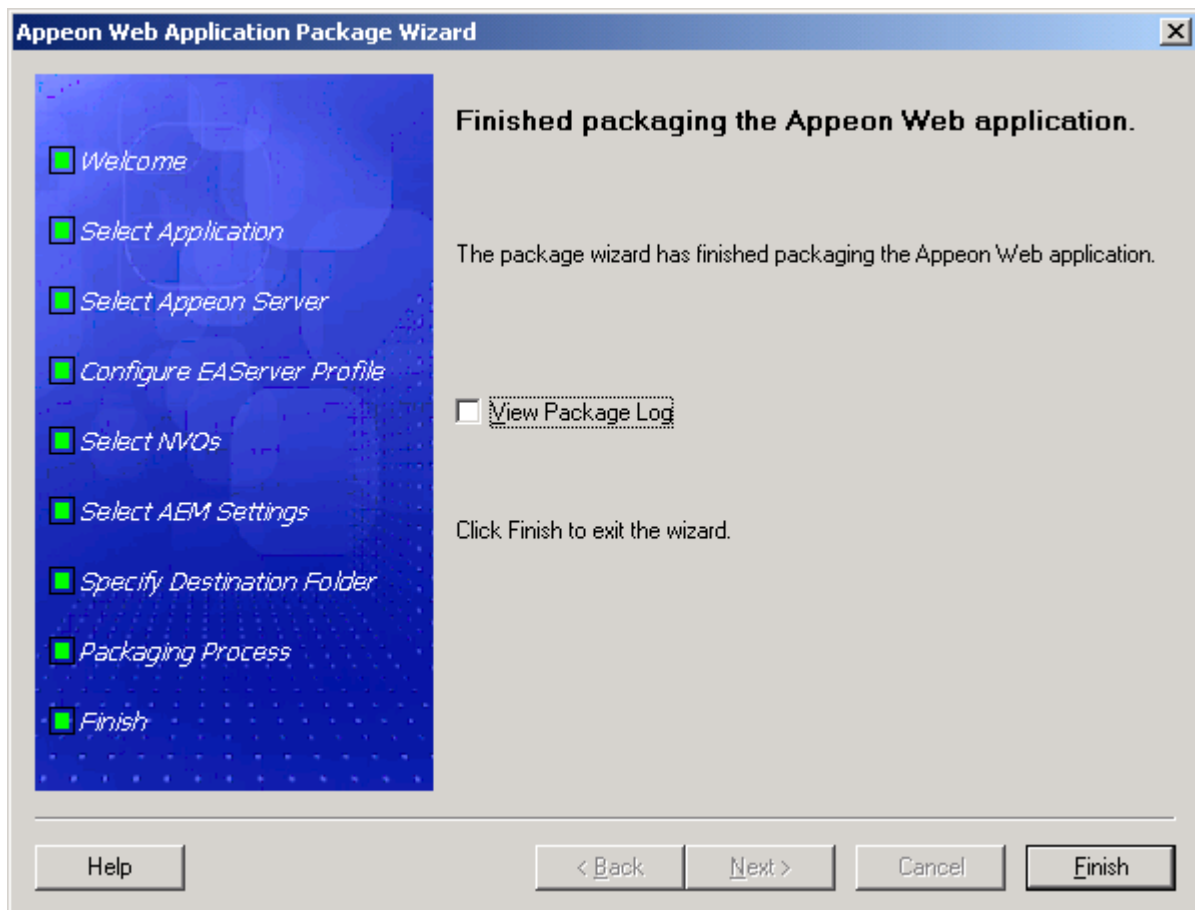 Appeon Web Application Package Wizard
Welcome
Select Application
Select Appeon Server
Configure EAServer Profile
Select NVOs
Select AEM Settings
Specify Destination Folder
Packaging Process
Finish
Finished packaging the Appeon Web application.
The package wizard has finished packaging the Appeon Web application.
View Package Log
Click Finish to exit the wizard.
Help
< Back
Next >
Cancel
Finish